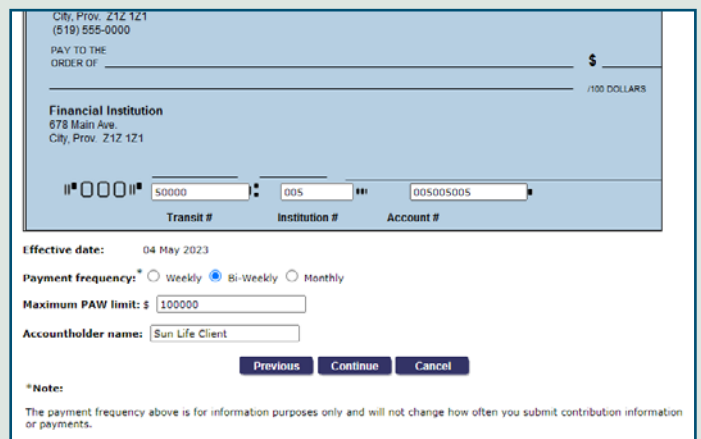 City, Prov. Z1Z 1Z1
(519) 555-0000
PAY TO THE
ORDER OF $
/100 DOLLARS
Financial Institution
678 Main Ave.
City, Prov. Z1Z 1Z1
000 50000 005 005005005
Transit # Institution # Account #
Effective date: 04 May 2023
Payment frequency:* Weekly Bi-Weekly Monthly
Maximum PAW limit: $ 100000
Accountholder name: Sun Life Client
Previous Continue Cancel
*Note:
The payment frequency above is for information purposes only and will not change how often you submit contribution information
or payments.